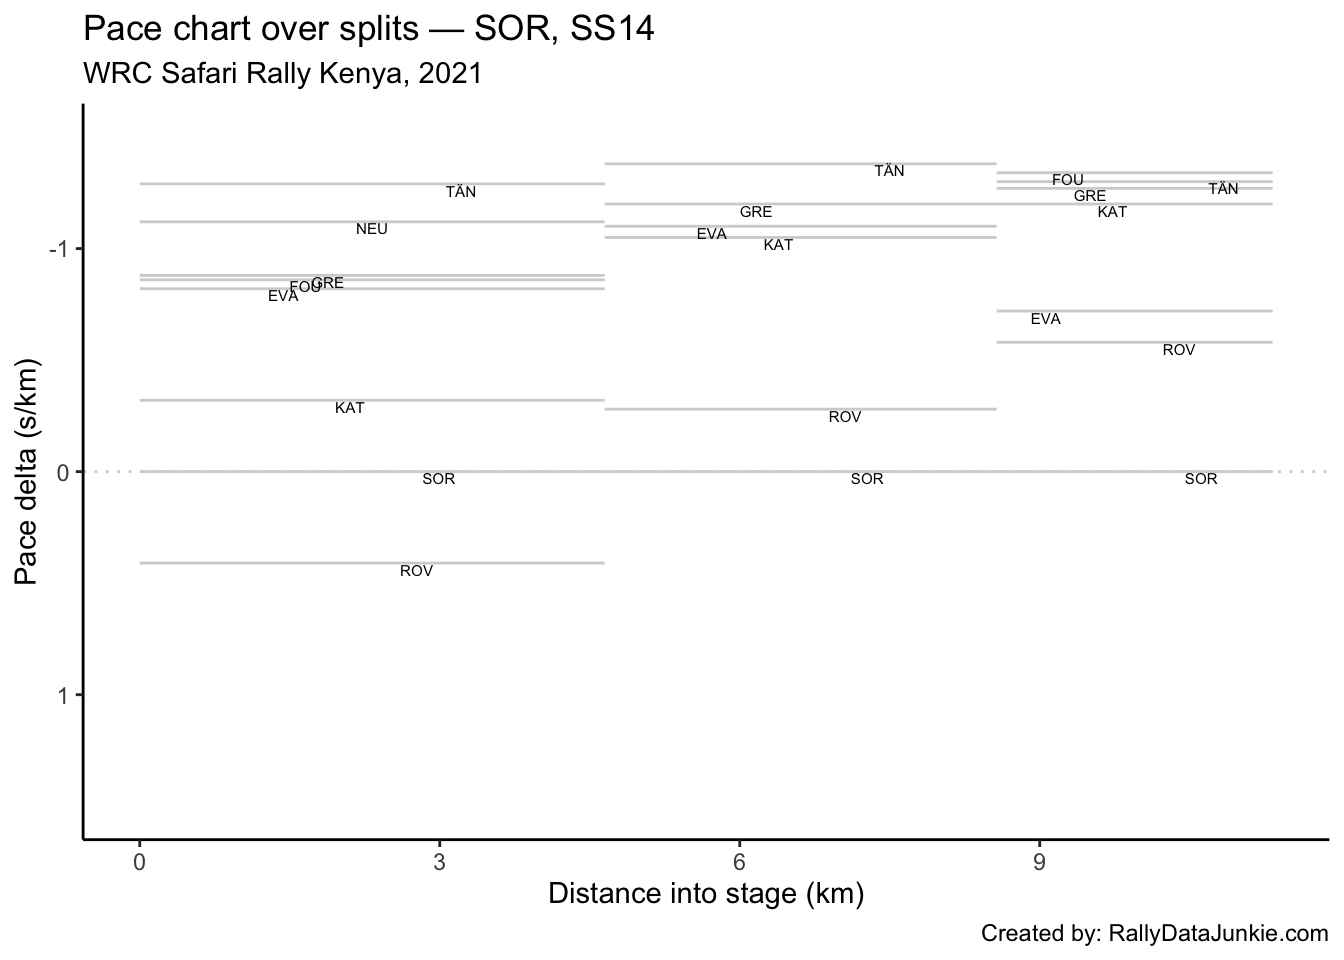 Pace chart over splits — SOR, SS14
WRC Safari Rally Kenya, 2021
TÄN
FOU
TÄN
TÄN
GRE
GRE
KAT
NEU
EVA
-1
KAT
GRE
FOU
EVA
EVA
ROV
KAT
ROV
0
SOR
SOR
SOR
Pace delta (s/km)
ROV
1
0 3 6 9
Distance into stage (km)
Created by: RallyDataJunkie.com